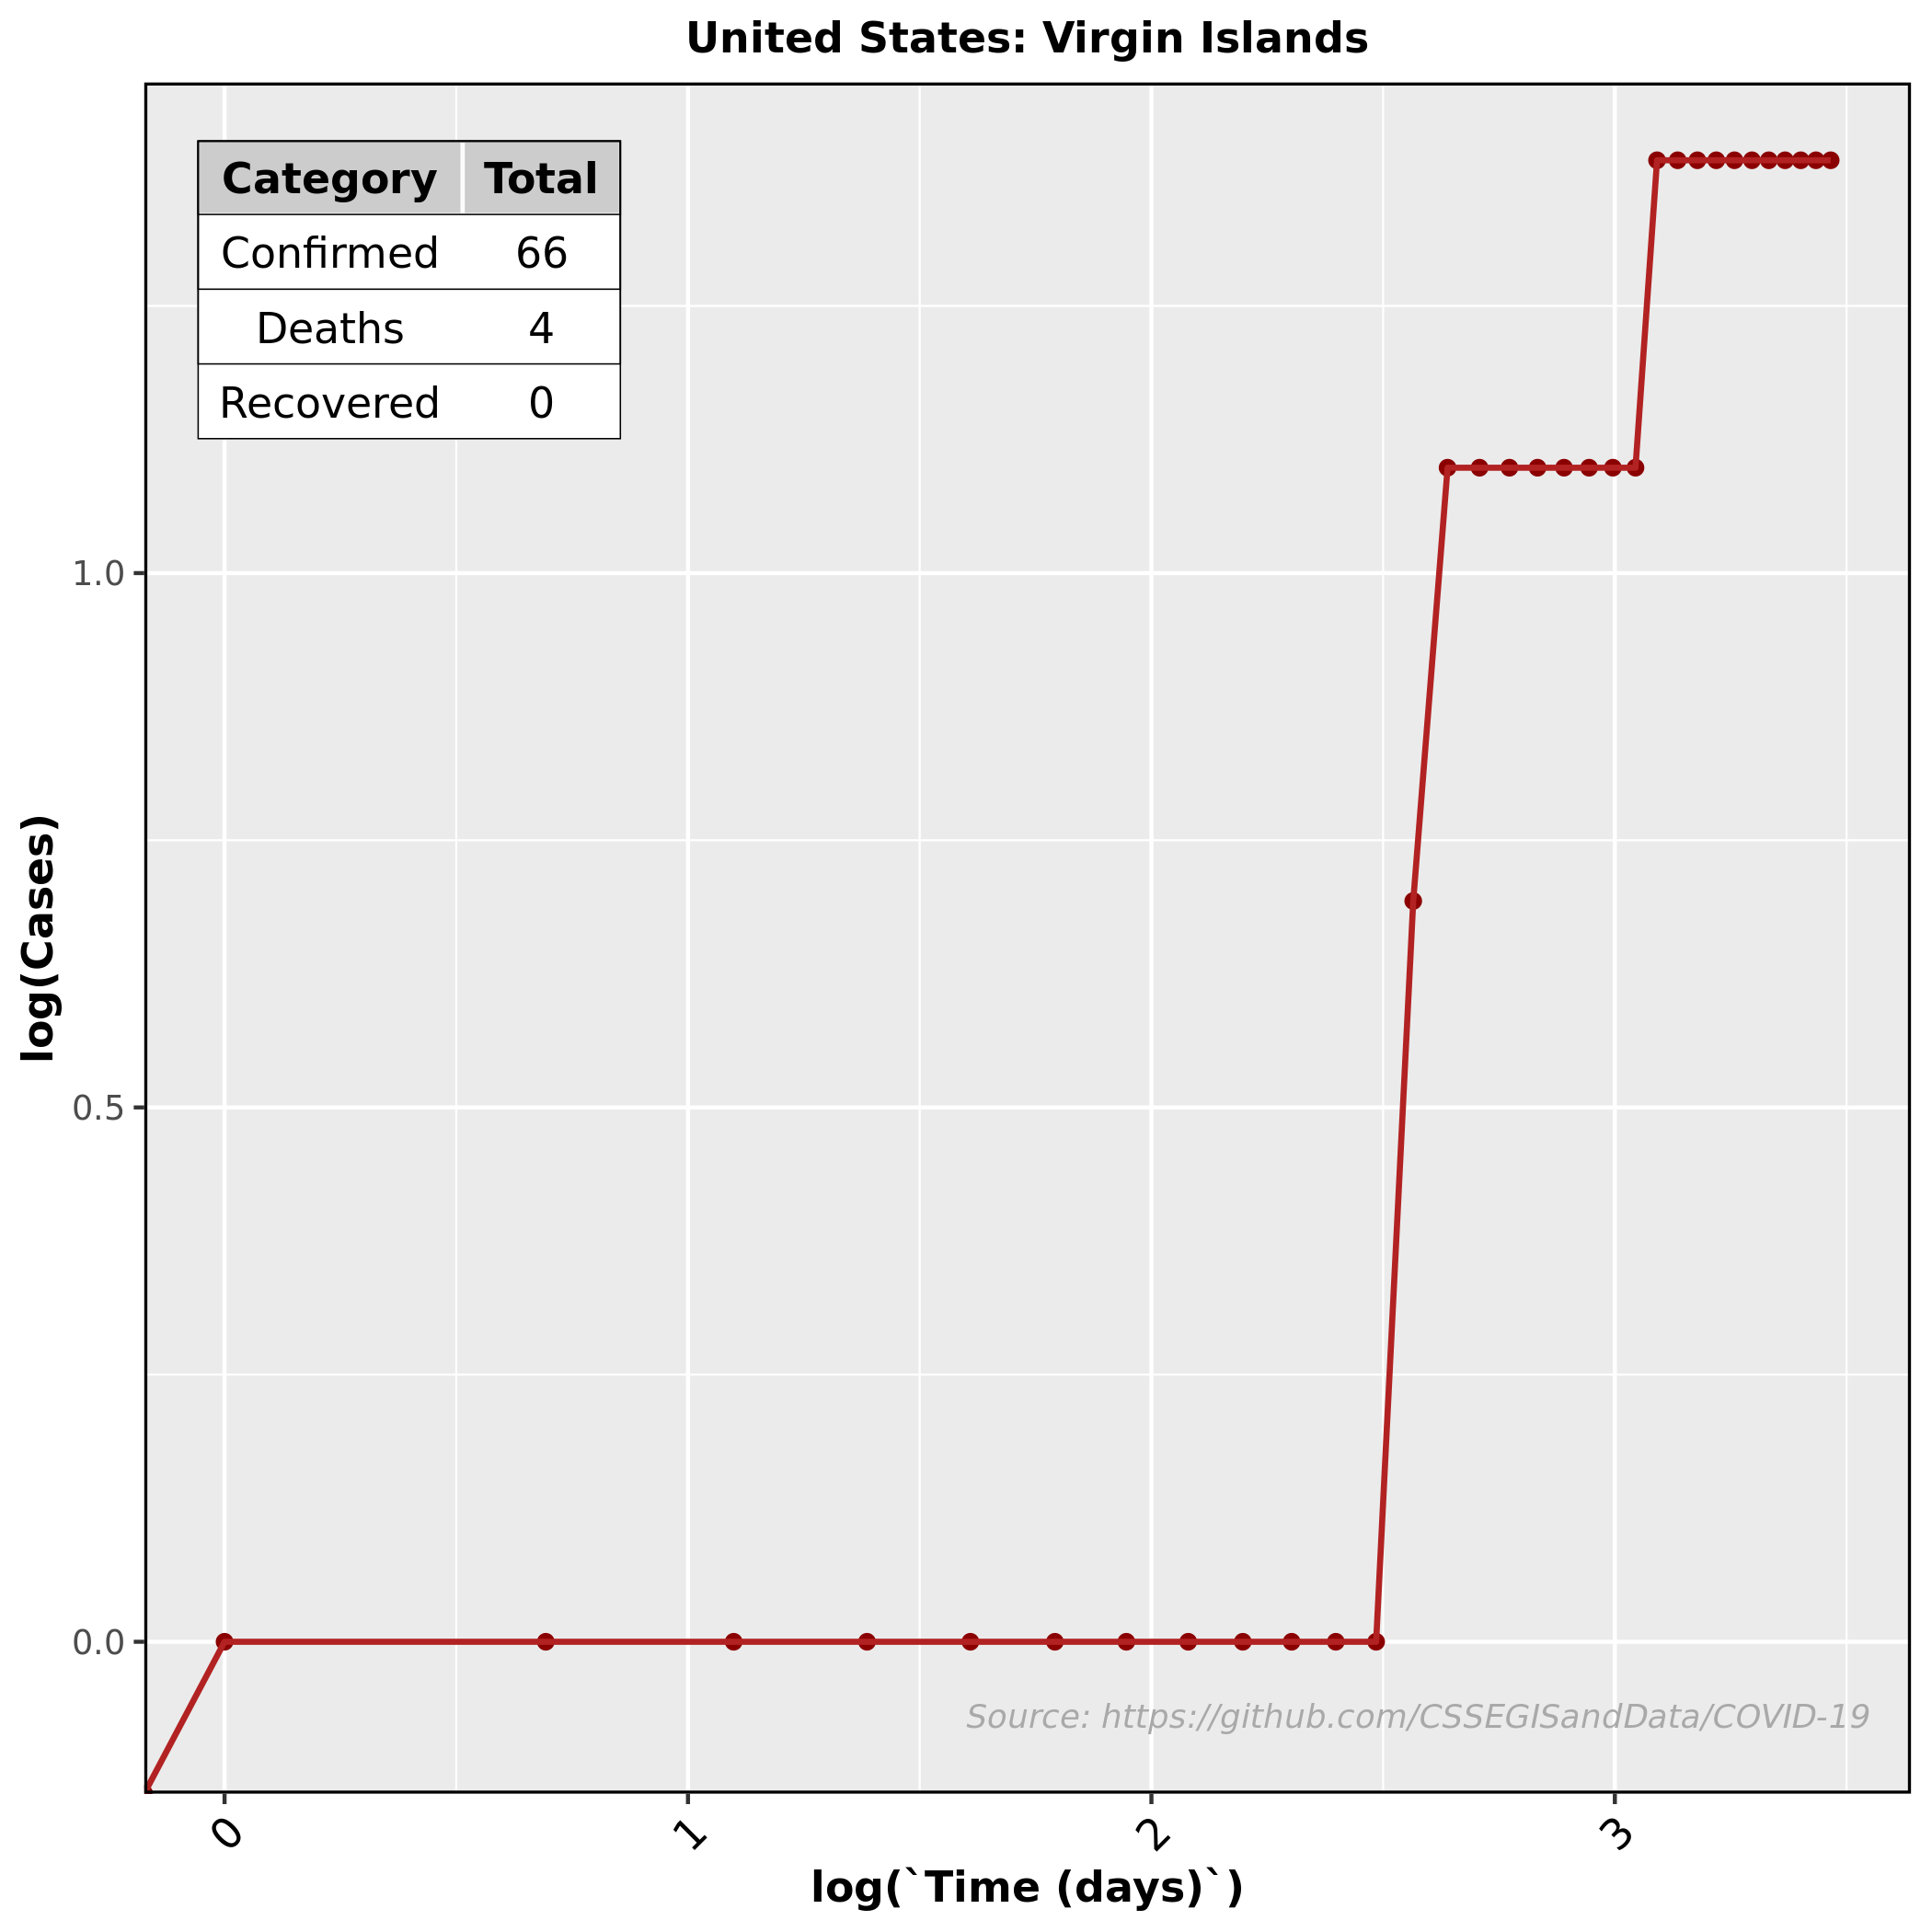 United States: Virgin Islands
Category Total
Confirmed 66
Deaths 4
Recovered 0
1.0
0.5
0.0
log(Cases)
Source: https://github.com/CSSEGISandData/COVID-19
0 1 2 3
log(`Time (days)`)